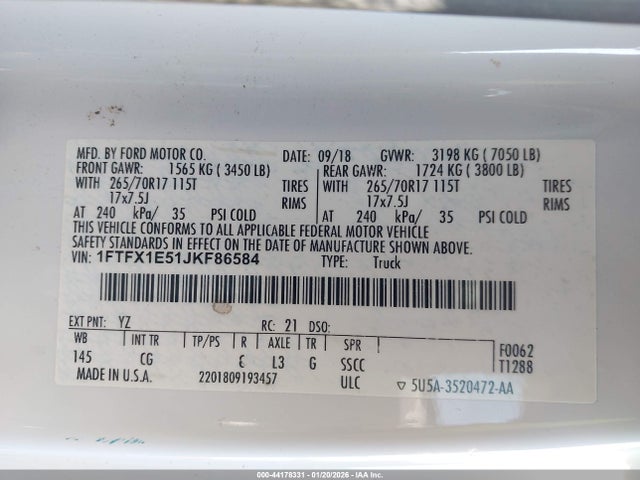 MFD. BY FORD MOTOR CO. DATE: 09/18 GVWR: 3198 KG ( 7050 LB)
FRONT GAWR: 1565 KG ( 3450 LB) REAR GAWR: 1724 KG ( 3800 LB)
WITH 265/70R17 115T TIRES WITH 265/70R17 115T TIRES
17x7.5J RIMS 17x7.5J RIMS
AT 240 kPa/ 35 PSI COLD AT 240 kPa/ 35 PSI COLD
THIS VEHICLE CONFORMS TO ALL APPLICABLE FEDERAL MOTOR VEHICLE
SAFETY STANDARDS IN EFFECT ON THE DATE OF MANUFACTURE SHOWN ABOVE.
VIN: 1FTFX1E51JKF86584 TYPE: Truck
EXT PNT: YZ RC: 21 DSO:
WB INT TR TP/PS R AXLE TR SPR F0062
145 CG E L3 G SSCC T1288
MADE IN U.S.A. 2201809193457 ULC ▽ 5U5A-3520472-AA
000-44178331 - 01/20/2026 - IAA Inc.